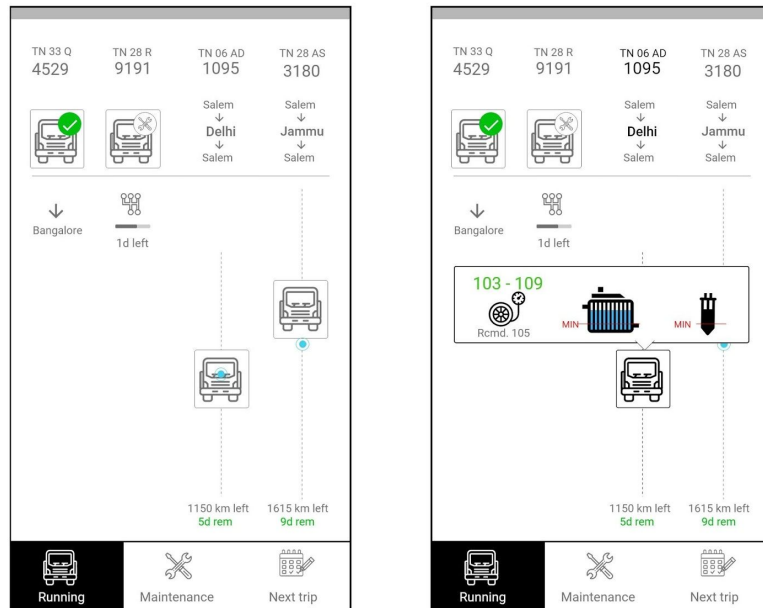 TN 33 Q
4529
TN 28 R
9191
TN 06 AD
1095
TN 28 AS
3180
Salem
Delhi
Salem
Salem
Jammu
Salem
Bangalore
1d left
1150 km left
5d rem
1615 km left
9d rem
Running
Maintenance
Next trip
TN 33 Q
4529
TN 28 R
9191
TN 06 AD
1095
TN 28 AS
3180
Salem
Delhi
Salem
Salem
Jammu
Salem
Bangalore
1d left
103 - 109
Rcmd. 105
MIN
MIN
1150 km left
5d rem
1615 km left
9d rem
Running
Maintenance
Next trip